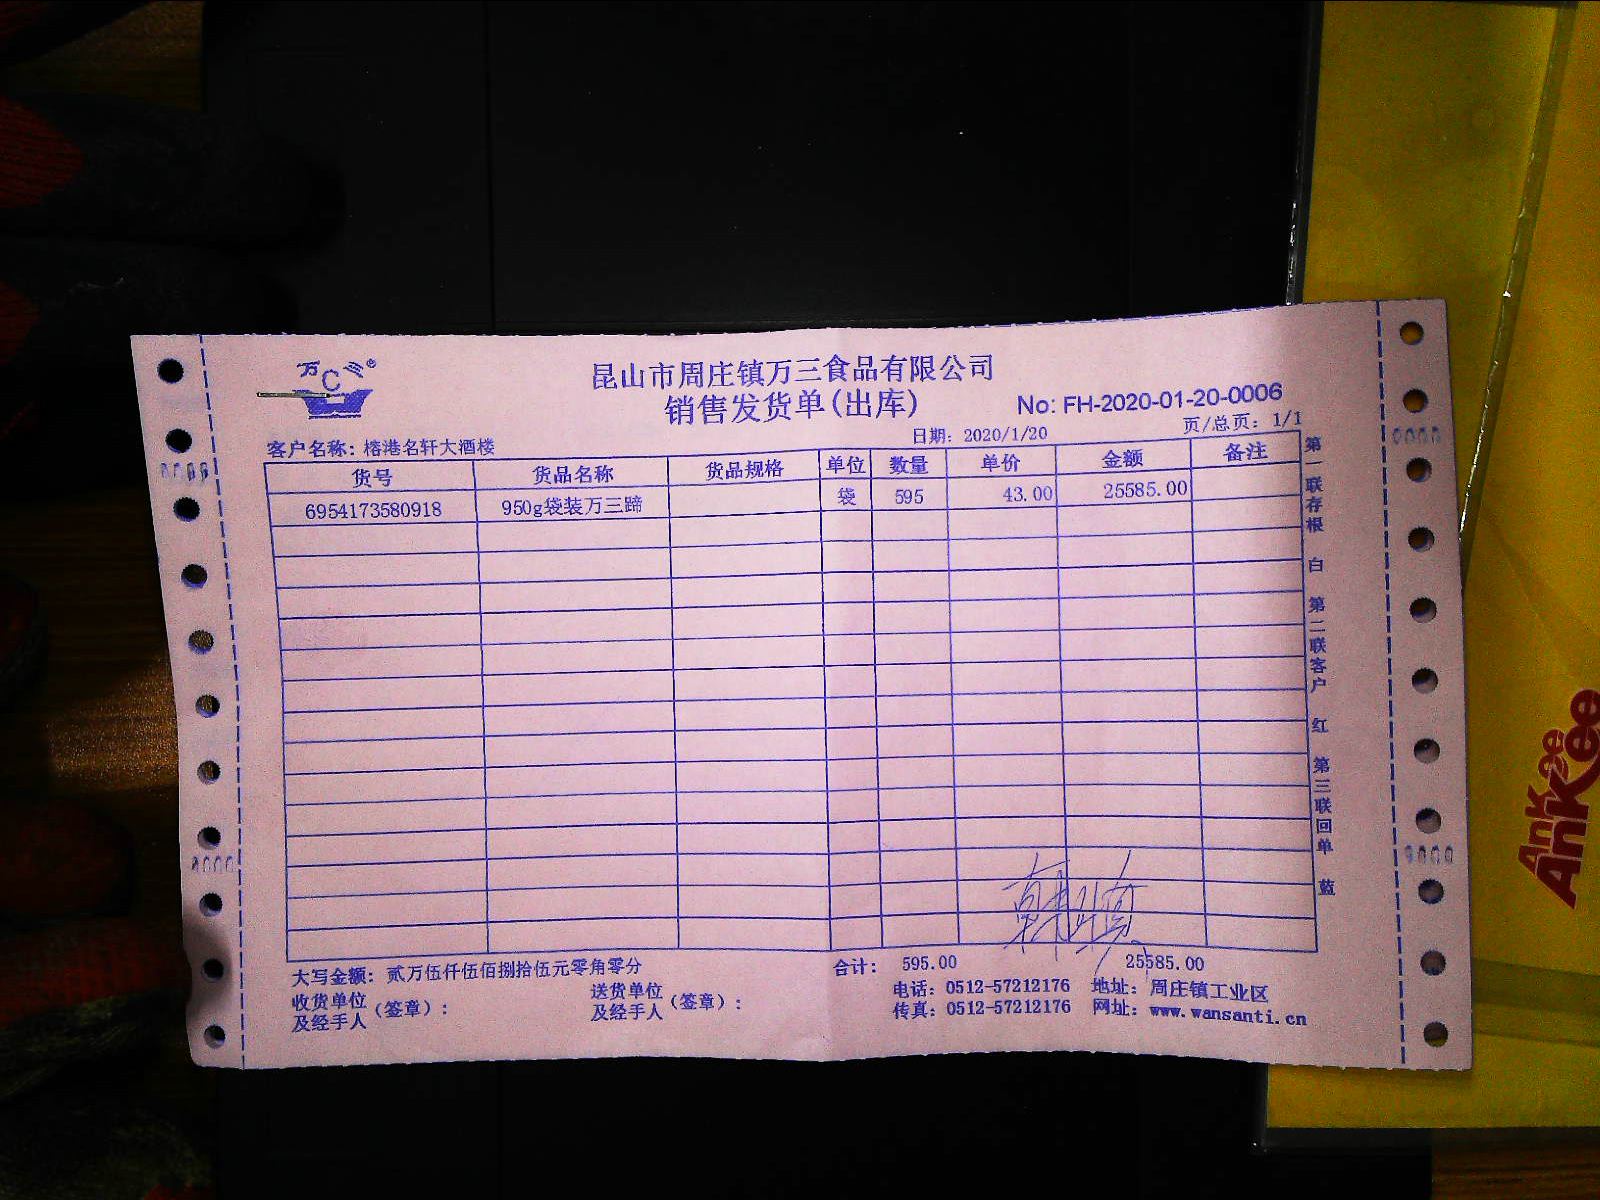 万三®
C
昆山市周庄镇万三食品有限公司
销售发货单(出库)
No: FH-2020-01-20-0006
客户名称：榕港名轩大酒楼
日期：2020/1/20
页/总页：1/1
货号 货品名称 货品规格 单位 数量 单价 金额 备注
6954173580918 950g袋装万三蹄 袋 595 43.00 25585.00
第一联存根 白 第二联客户 红 第三联回单 蓝
大写金额：贰万伍仟伍佰捌拾伍元零角零分
合计： 595.00 25585.00
收货单位及经手人（签章）：
送货单位及经手人（签章）：
电话：0512-57212176 地址：周庄镇工业区
传真：0512-57212176 网址：www.wansanti.cn
Ankee
Ankee